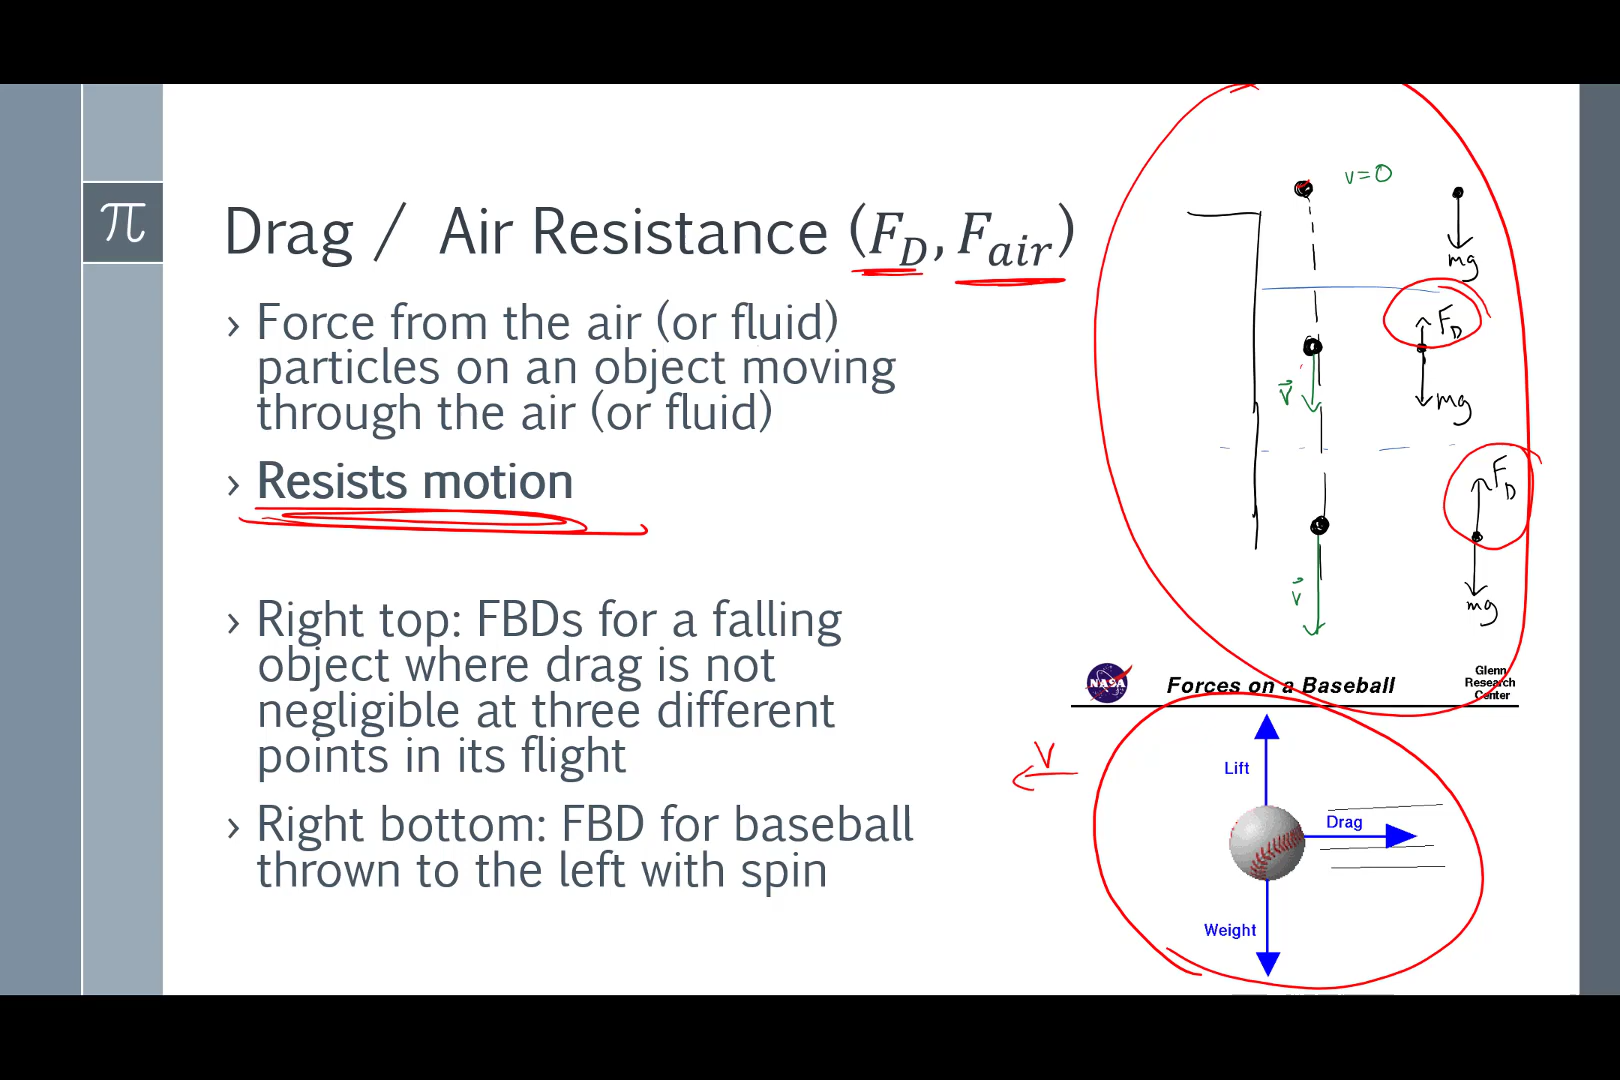 π
Drag / Air Resistance (F_D, F_air)
› Force from the air (or fluid)
particles on an object moving
through the air (or fluid)
› Resists motion
› Right top: FBDs for a falling
object where drag is not
negligible at three different
points in its flight
› Right bottom: FBD for baseball
thrown to the left with spin
v=0
mg
F_D
v⃗
mg
F_D
v⃗
mg
NASA
Forces on a Baseball
Glenn
Research
Center
v
Lift
Drag
Weight